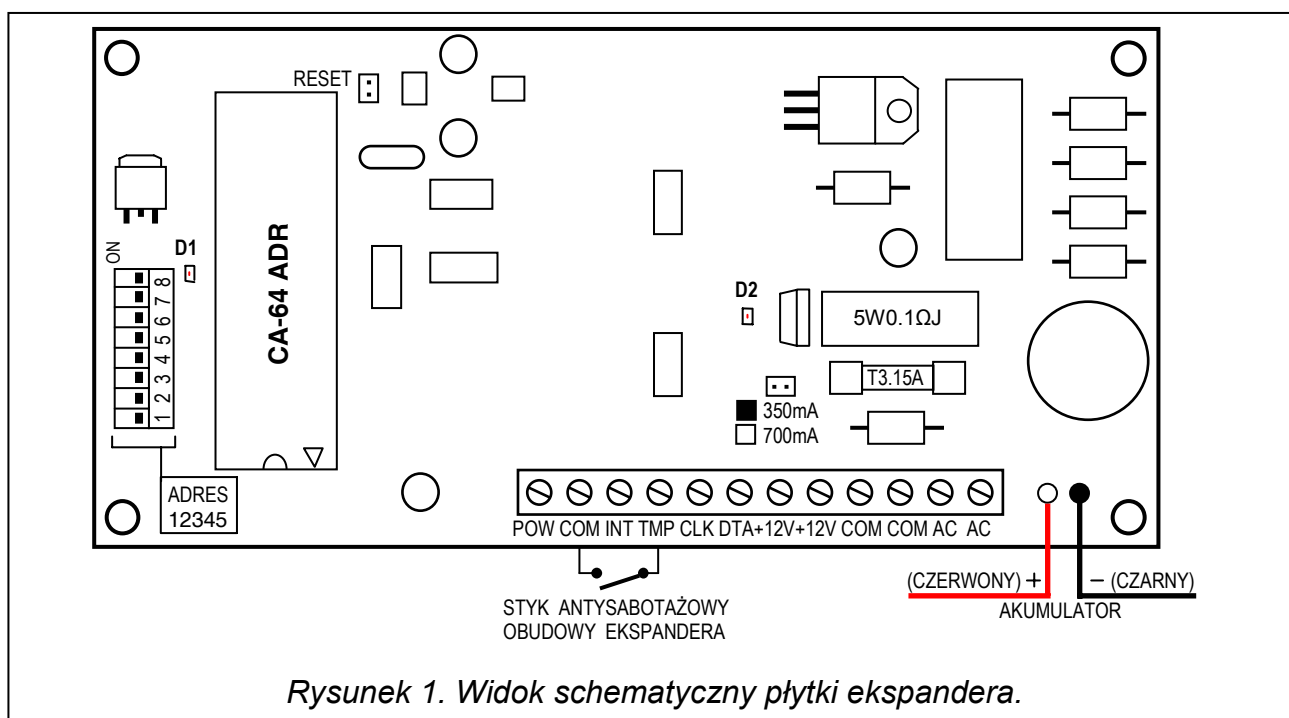 RESET
ON
D1
8
7
6
5
4
3
2
1
CA-64 ADR
D2
5W0.1ΩJ
T3.15A
350mA
700mA
ADRES
12345
POW COM INT TMP CLK DTA+12V+12V COM COM AC AC
(CZERWONY) + − (CZARNY)
AKUMULATOR
STYK ANTYSABOTAŻOWY
OBUDOWY EKSPANDERA
Rysunek 1. Widok schematyczny płytki ekspandera.